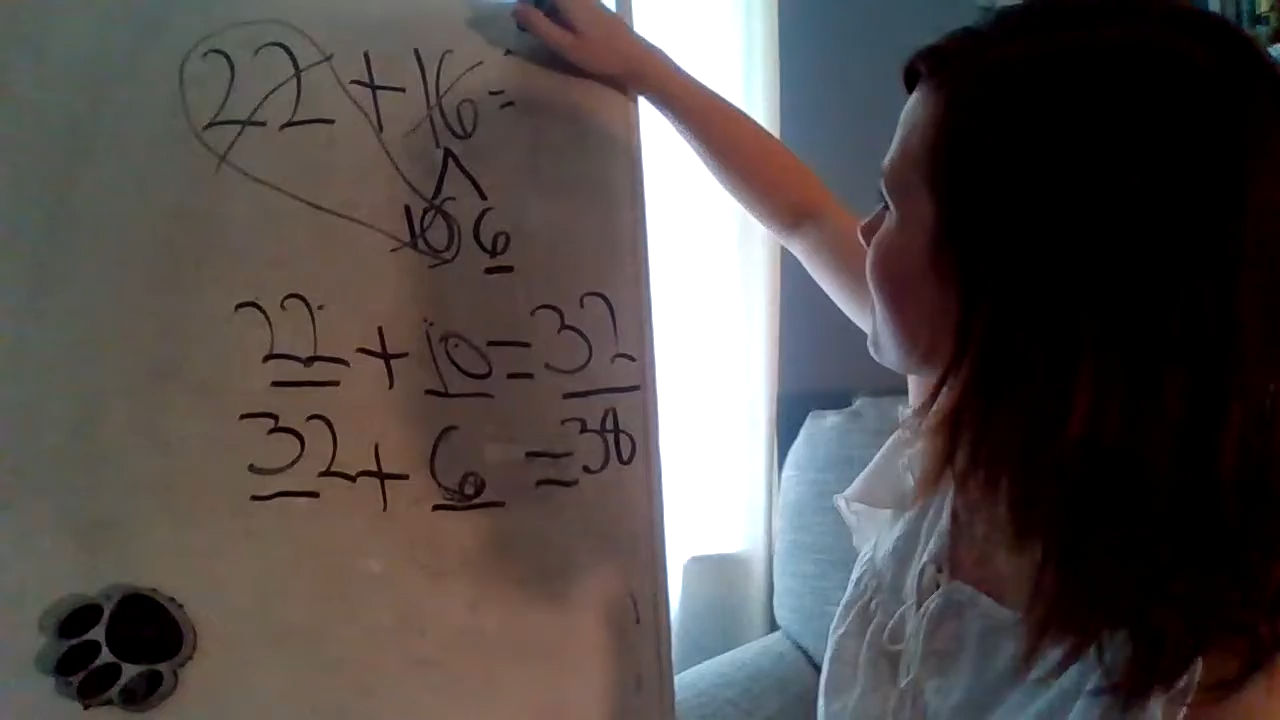 22 + 16 =
10 6
22 + 10 = 32
32 + 6 = 38